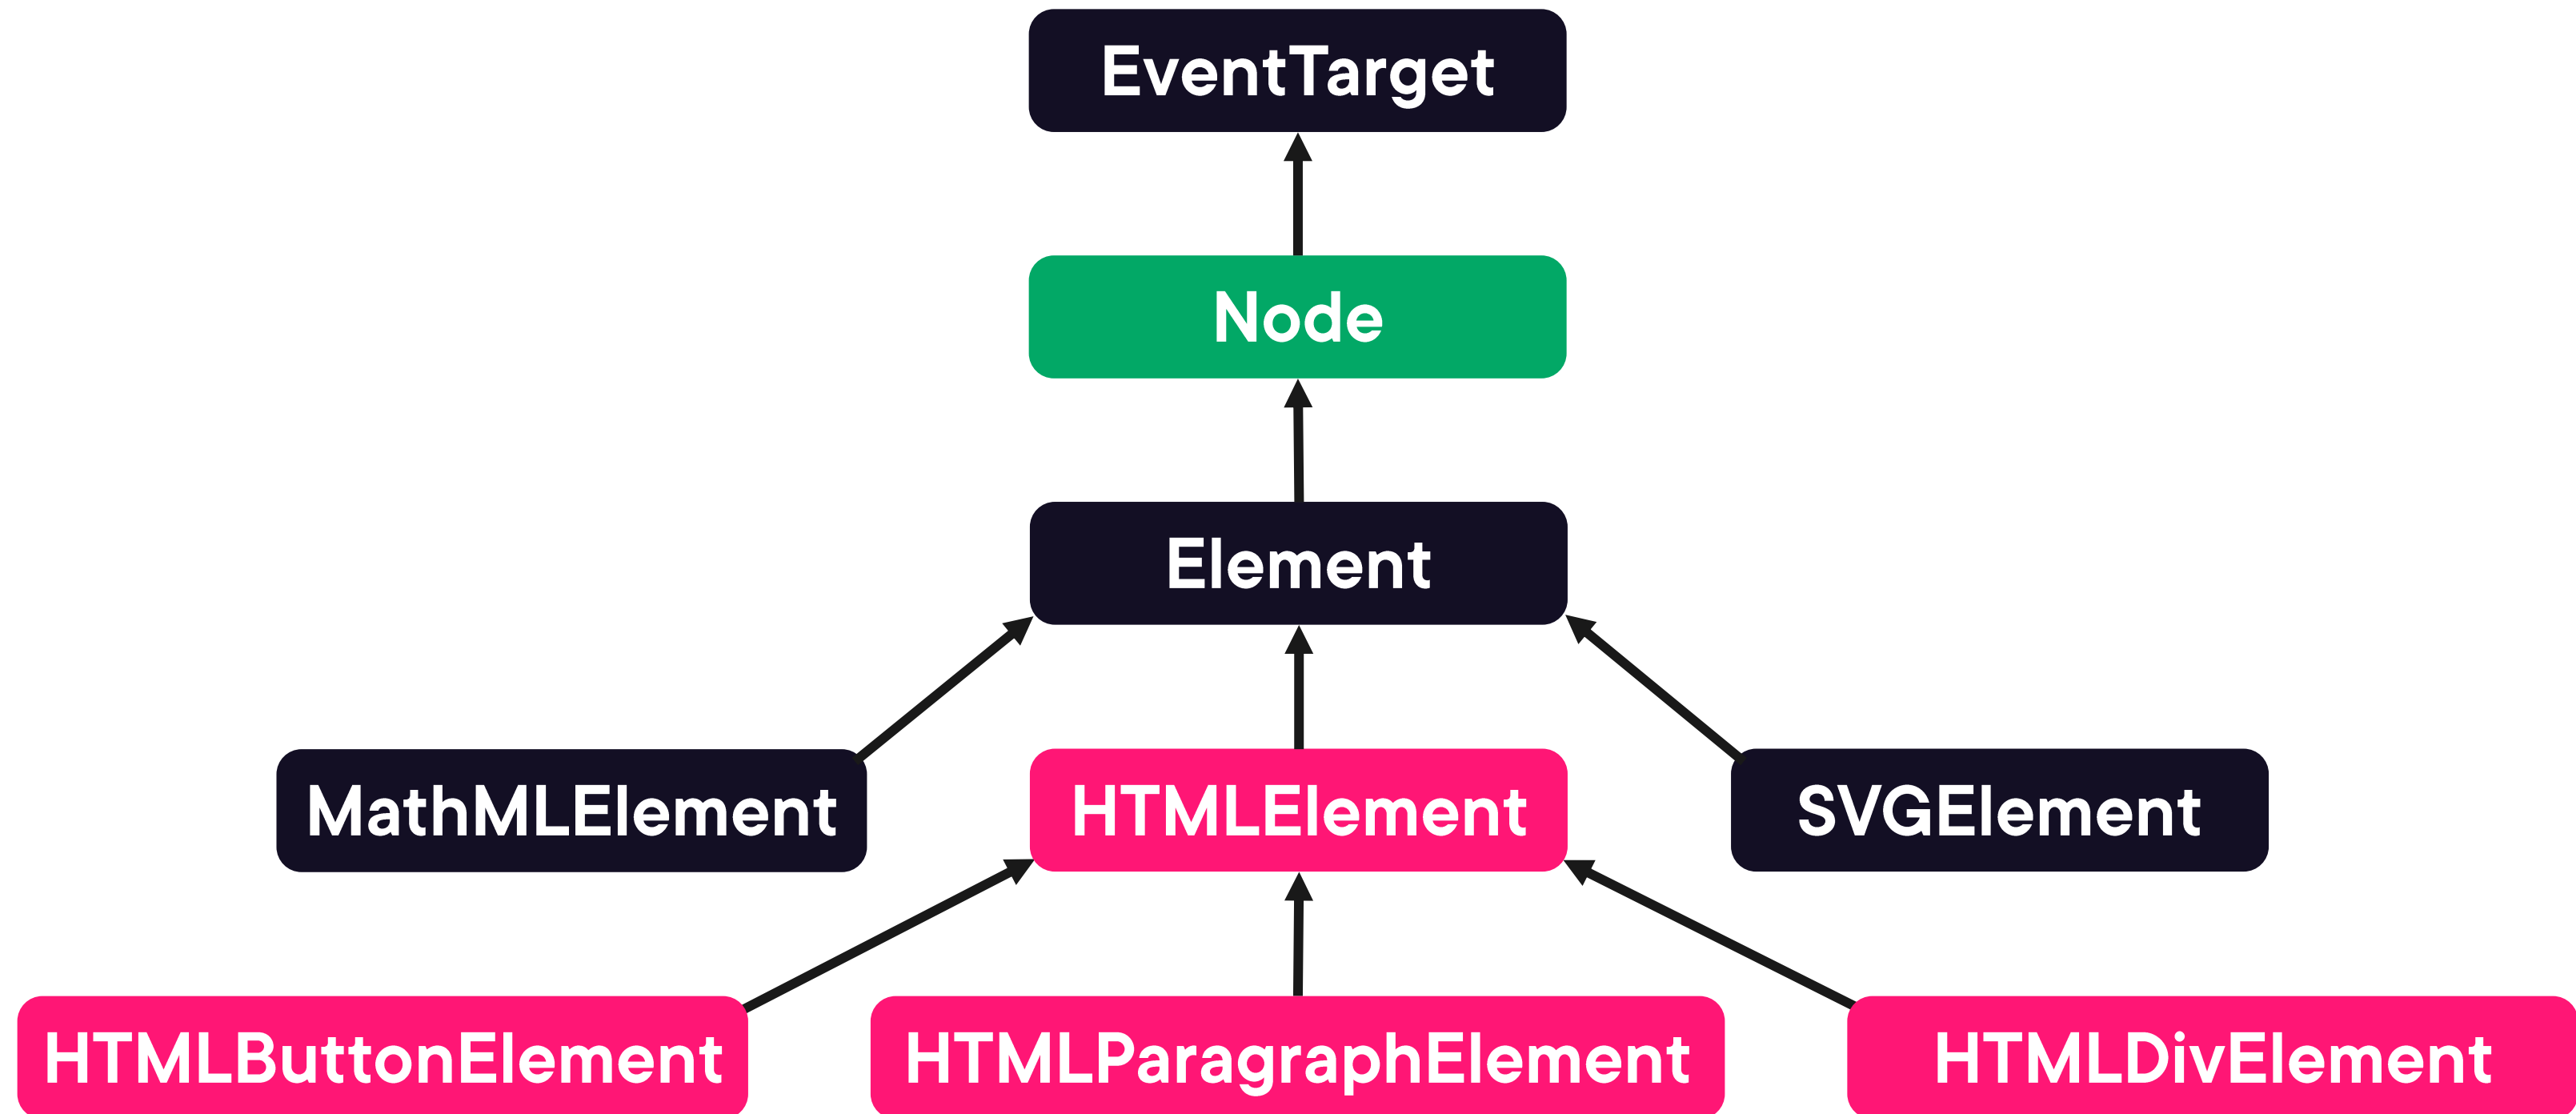 EventTarget
Node
Element
MathMLElement
HTMLElement
SVGElement
HTMLButtonElement
HTMLParagraphElement
HTMLDivElement